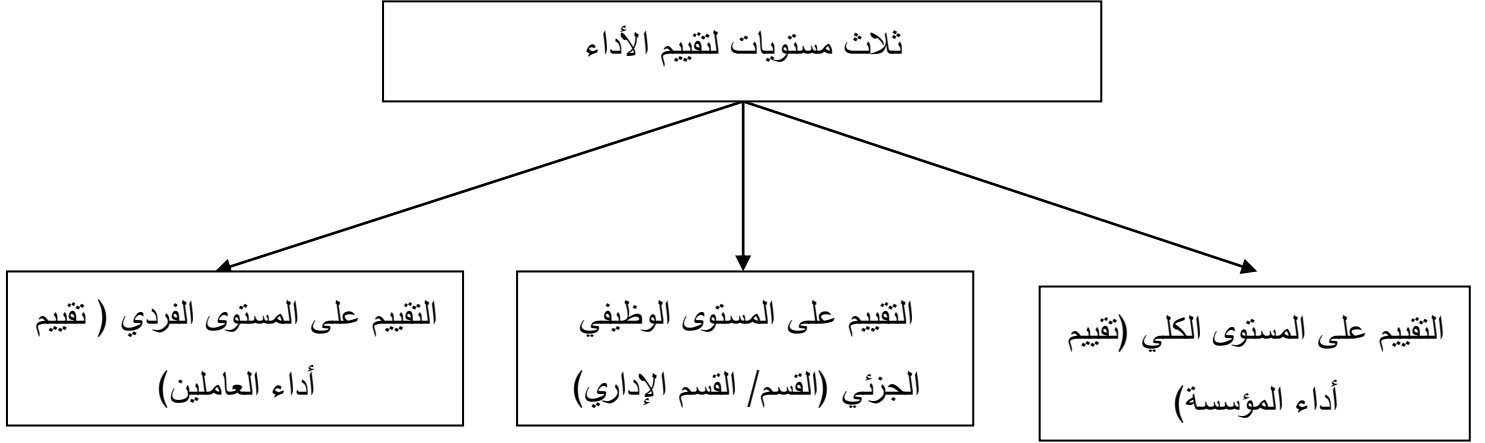 ثلاث مستويات لتقييم الأداء
التقييم على المستوى الكلي (تقييم
أداء المؤسسة)
التقييم على المستوى الوظيفي
الجزئي (القسم/ القسم الإداري)
التقييم على المستوى الفردي ( تقييم
أداء العاملين)